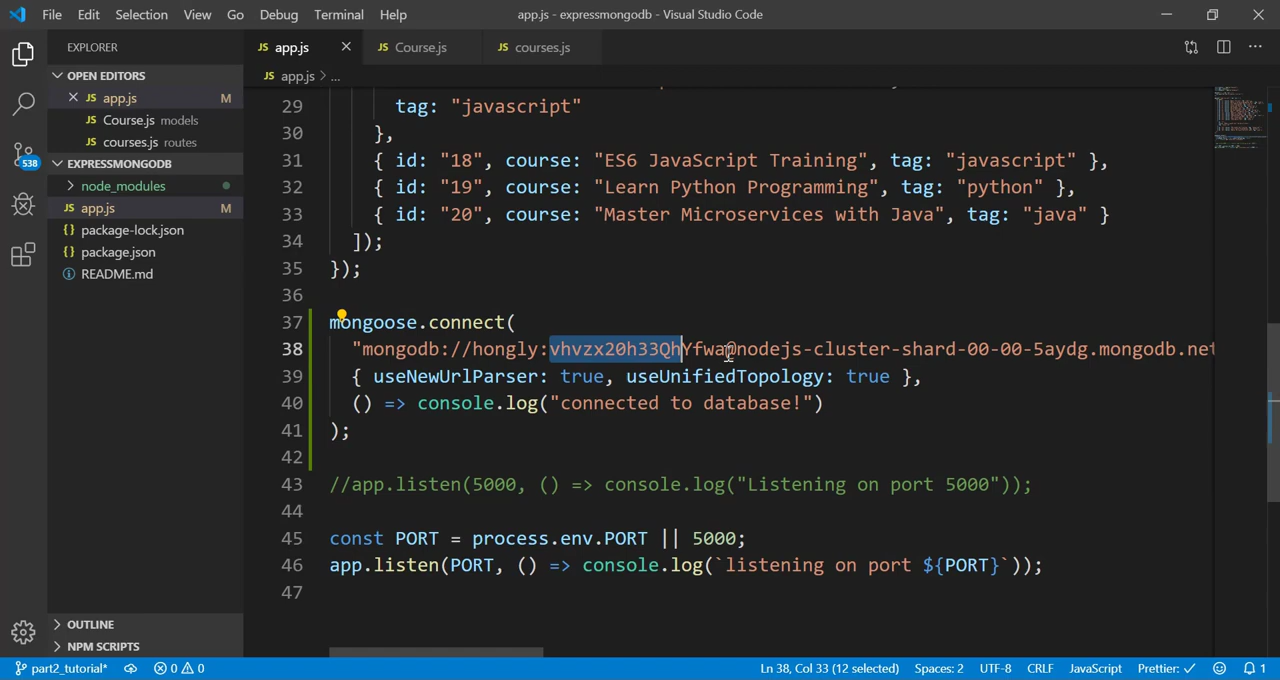 File Edit Selection View Go Debug Terminal Help app.js - expressmongodb - Visual Studio Code
EXPLORER JS app.js JS Course.js JS courses.js
OPEN EDITORS JS app.js > ...
JS app.js M
Course.js models
courses.js routes
EXPRESSMONGODB
node_modules
JS app.js M
{} package-lock.json
{} package.json
README.md
29 tag: "javascript"
30 },
31 { id: "18", course: "ES6 JavaScript Training", tag: "javascript" },
32 { id: "19", course: "Learn Python Programming", tag: "python" },
33 { id: "20", course: "Master Microservices with Java", tag: "java" }
34 ]);
35 });
36
37 mongoose.connect(
38 "mongodb://hongly:vhvzx20h33QhYfwa@nodejs-cluster-shard-00-00-5aydg.mongodb.net
39 { useNewUrlParser: true, useUnifiedTopology: true },
40 () => console.log("connected to database!")
41 );
42
43 //app.listen(5000, () => console.log("Listening on port 5000"));
44
45 const PORT = process.env.PORT || 5000;
46 app.listen(PORT, () => console.log(`listening on port ${PORT}`));
47
538
OUTLINE
NPM SCRIPTS
part2_tutorial* 0 0 Ln 38, Col 33 (12 selected) Spaces: 2 UTF-8 CRLF JavaScript Prettier: ✓ 1